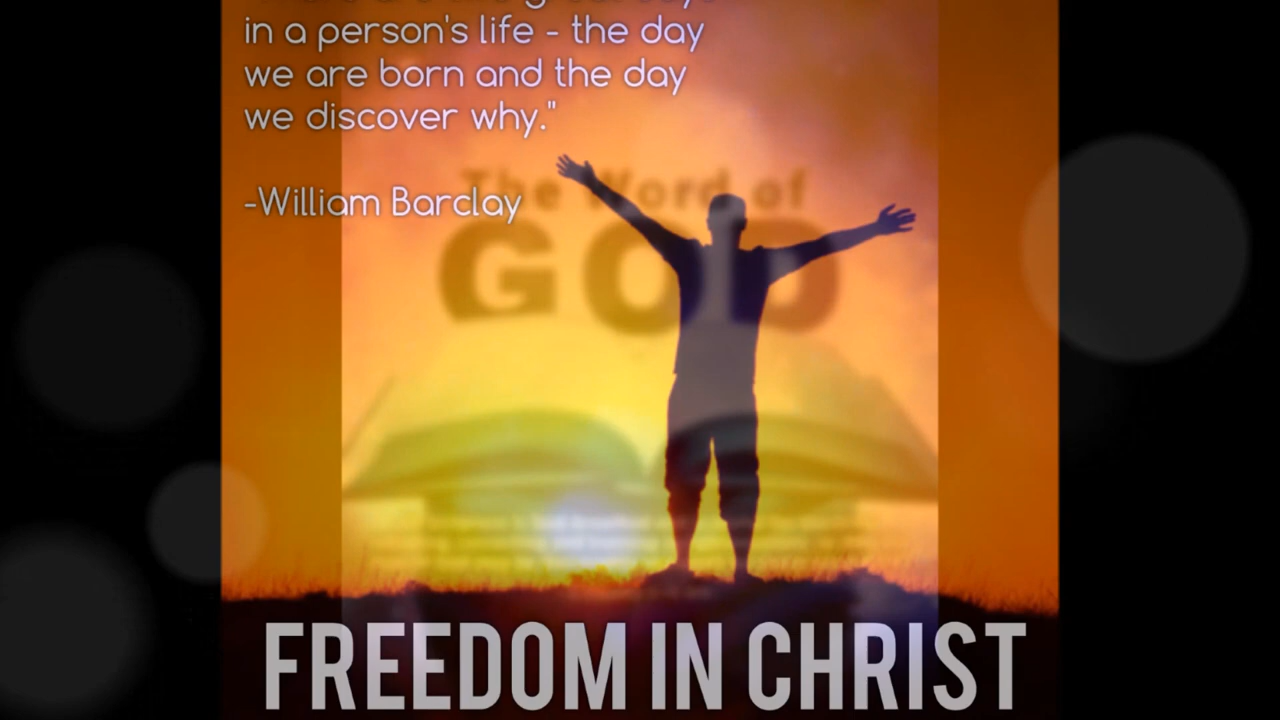 in a person's life - the day
we are born and the day
we discover why."
-William Barclay
The Word of
GOD
FREEDOM IN CHRIST